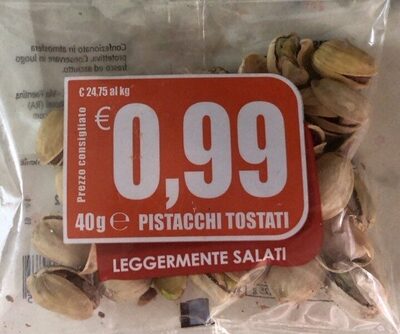 € 24.75 al kg
Prezzo consigliato
€ 0,99
40g ℮ PISTACCHI TOSTATI
LEGGERMENTE SALATI
Confezionato in atmosfera
protettiva. Conservare in luogo
fresco ed asciutto.